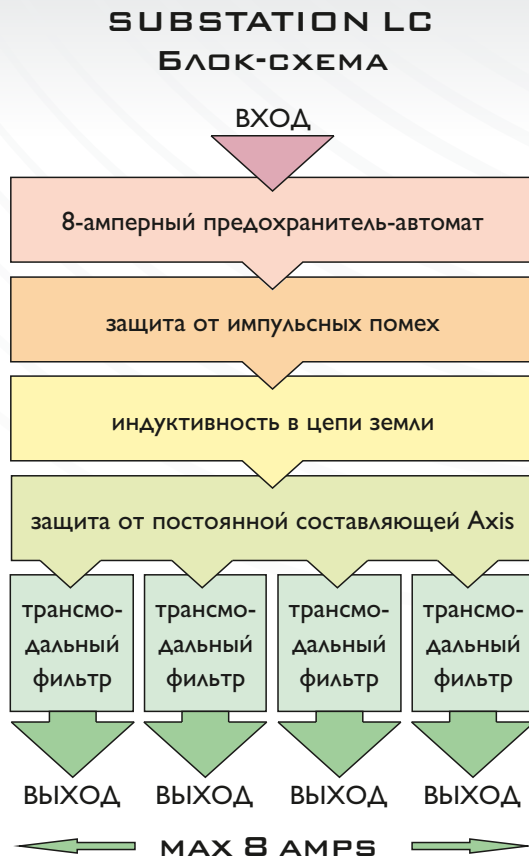 SUBSTATION LC
БЛОК-СХЕМА
ВХОД
8-амперный предохранитель-автомат
защита от импульсных помех
индуктивность в цепи земли
защита от постоянной составляющей Axis
трансмо- трансмо- трансмо- трансмо-
дальный дальный дальный дальный
фильтр фильтр фильтр фильтр
ВЫХОД ВЫХОД ВЫХОД ВЫХОД
MAX 8 AMPS